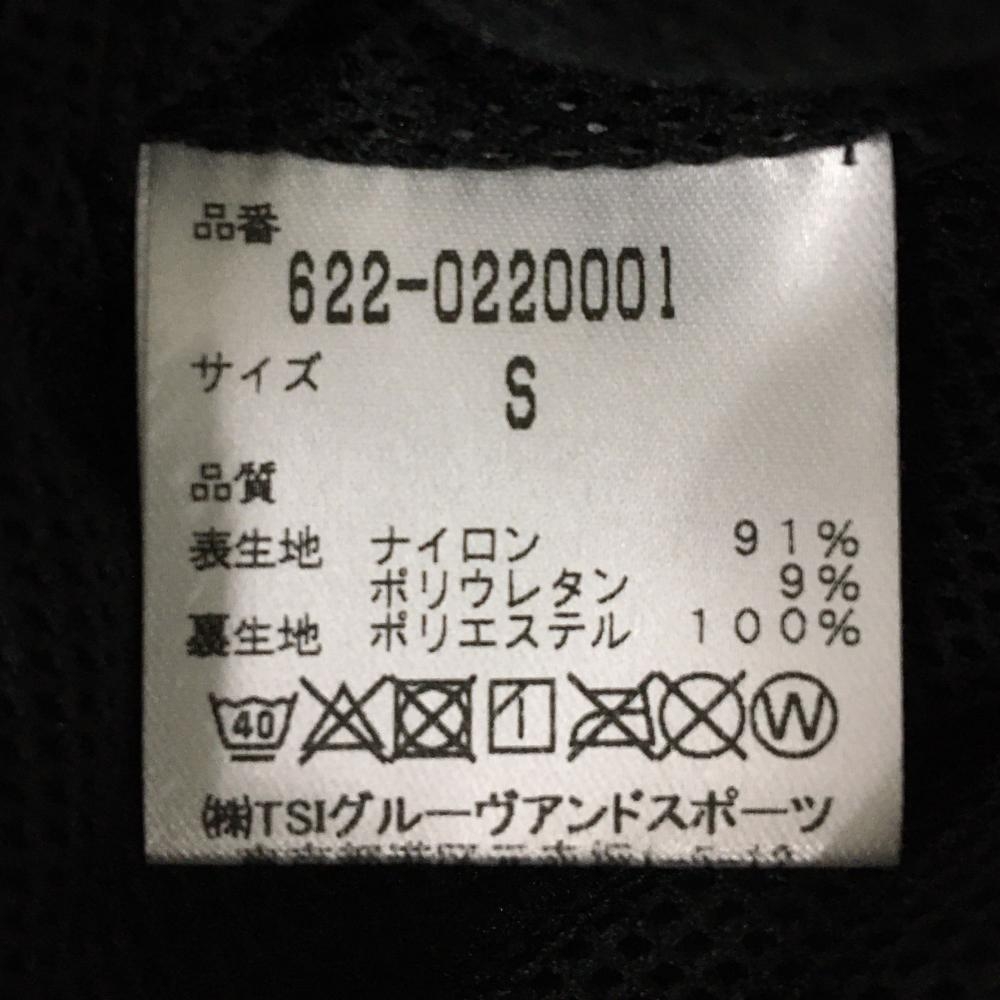 品番
622-0220001
サイズ S
品質
表生地 ナイロン 91%
ポリウレタン 9%
裏生地 ポリエステル 100%
40 W
㈱TSIグルーヴアンドスポーツ